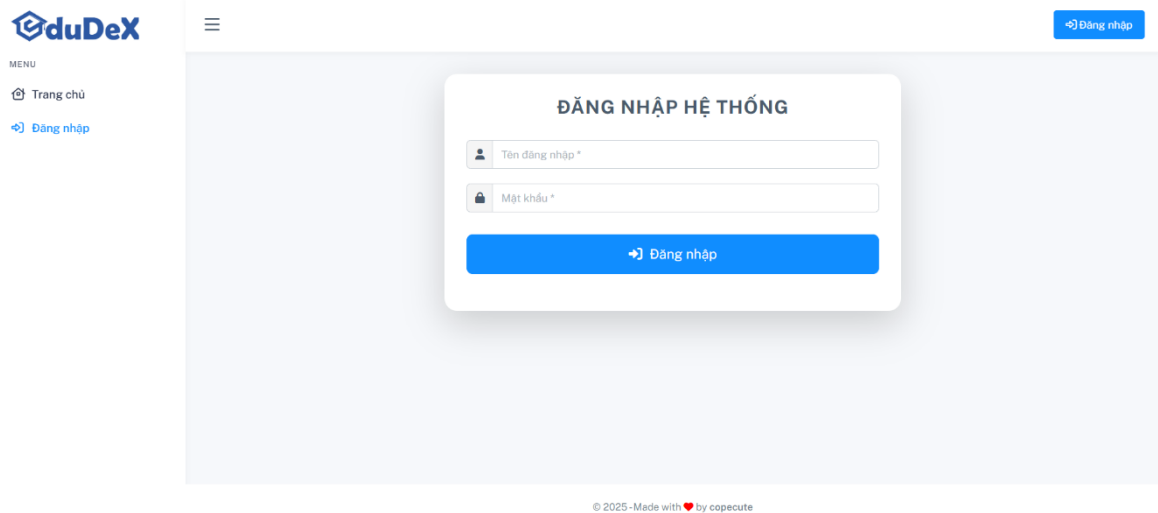 EduDeX
Đăng nhập
MENU
Trang chủ
Đăng nhập
ĐĂNG NHẬP HỆ THỐNG
Tên đăng nhập *
Mật khẩu *
Đăng nhập
© 2025 - Made with ❤ by copecute